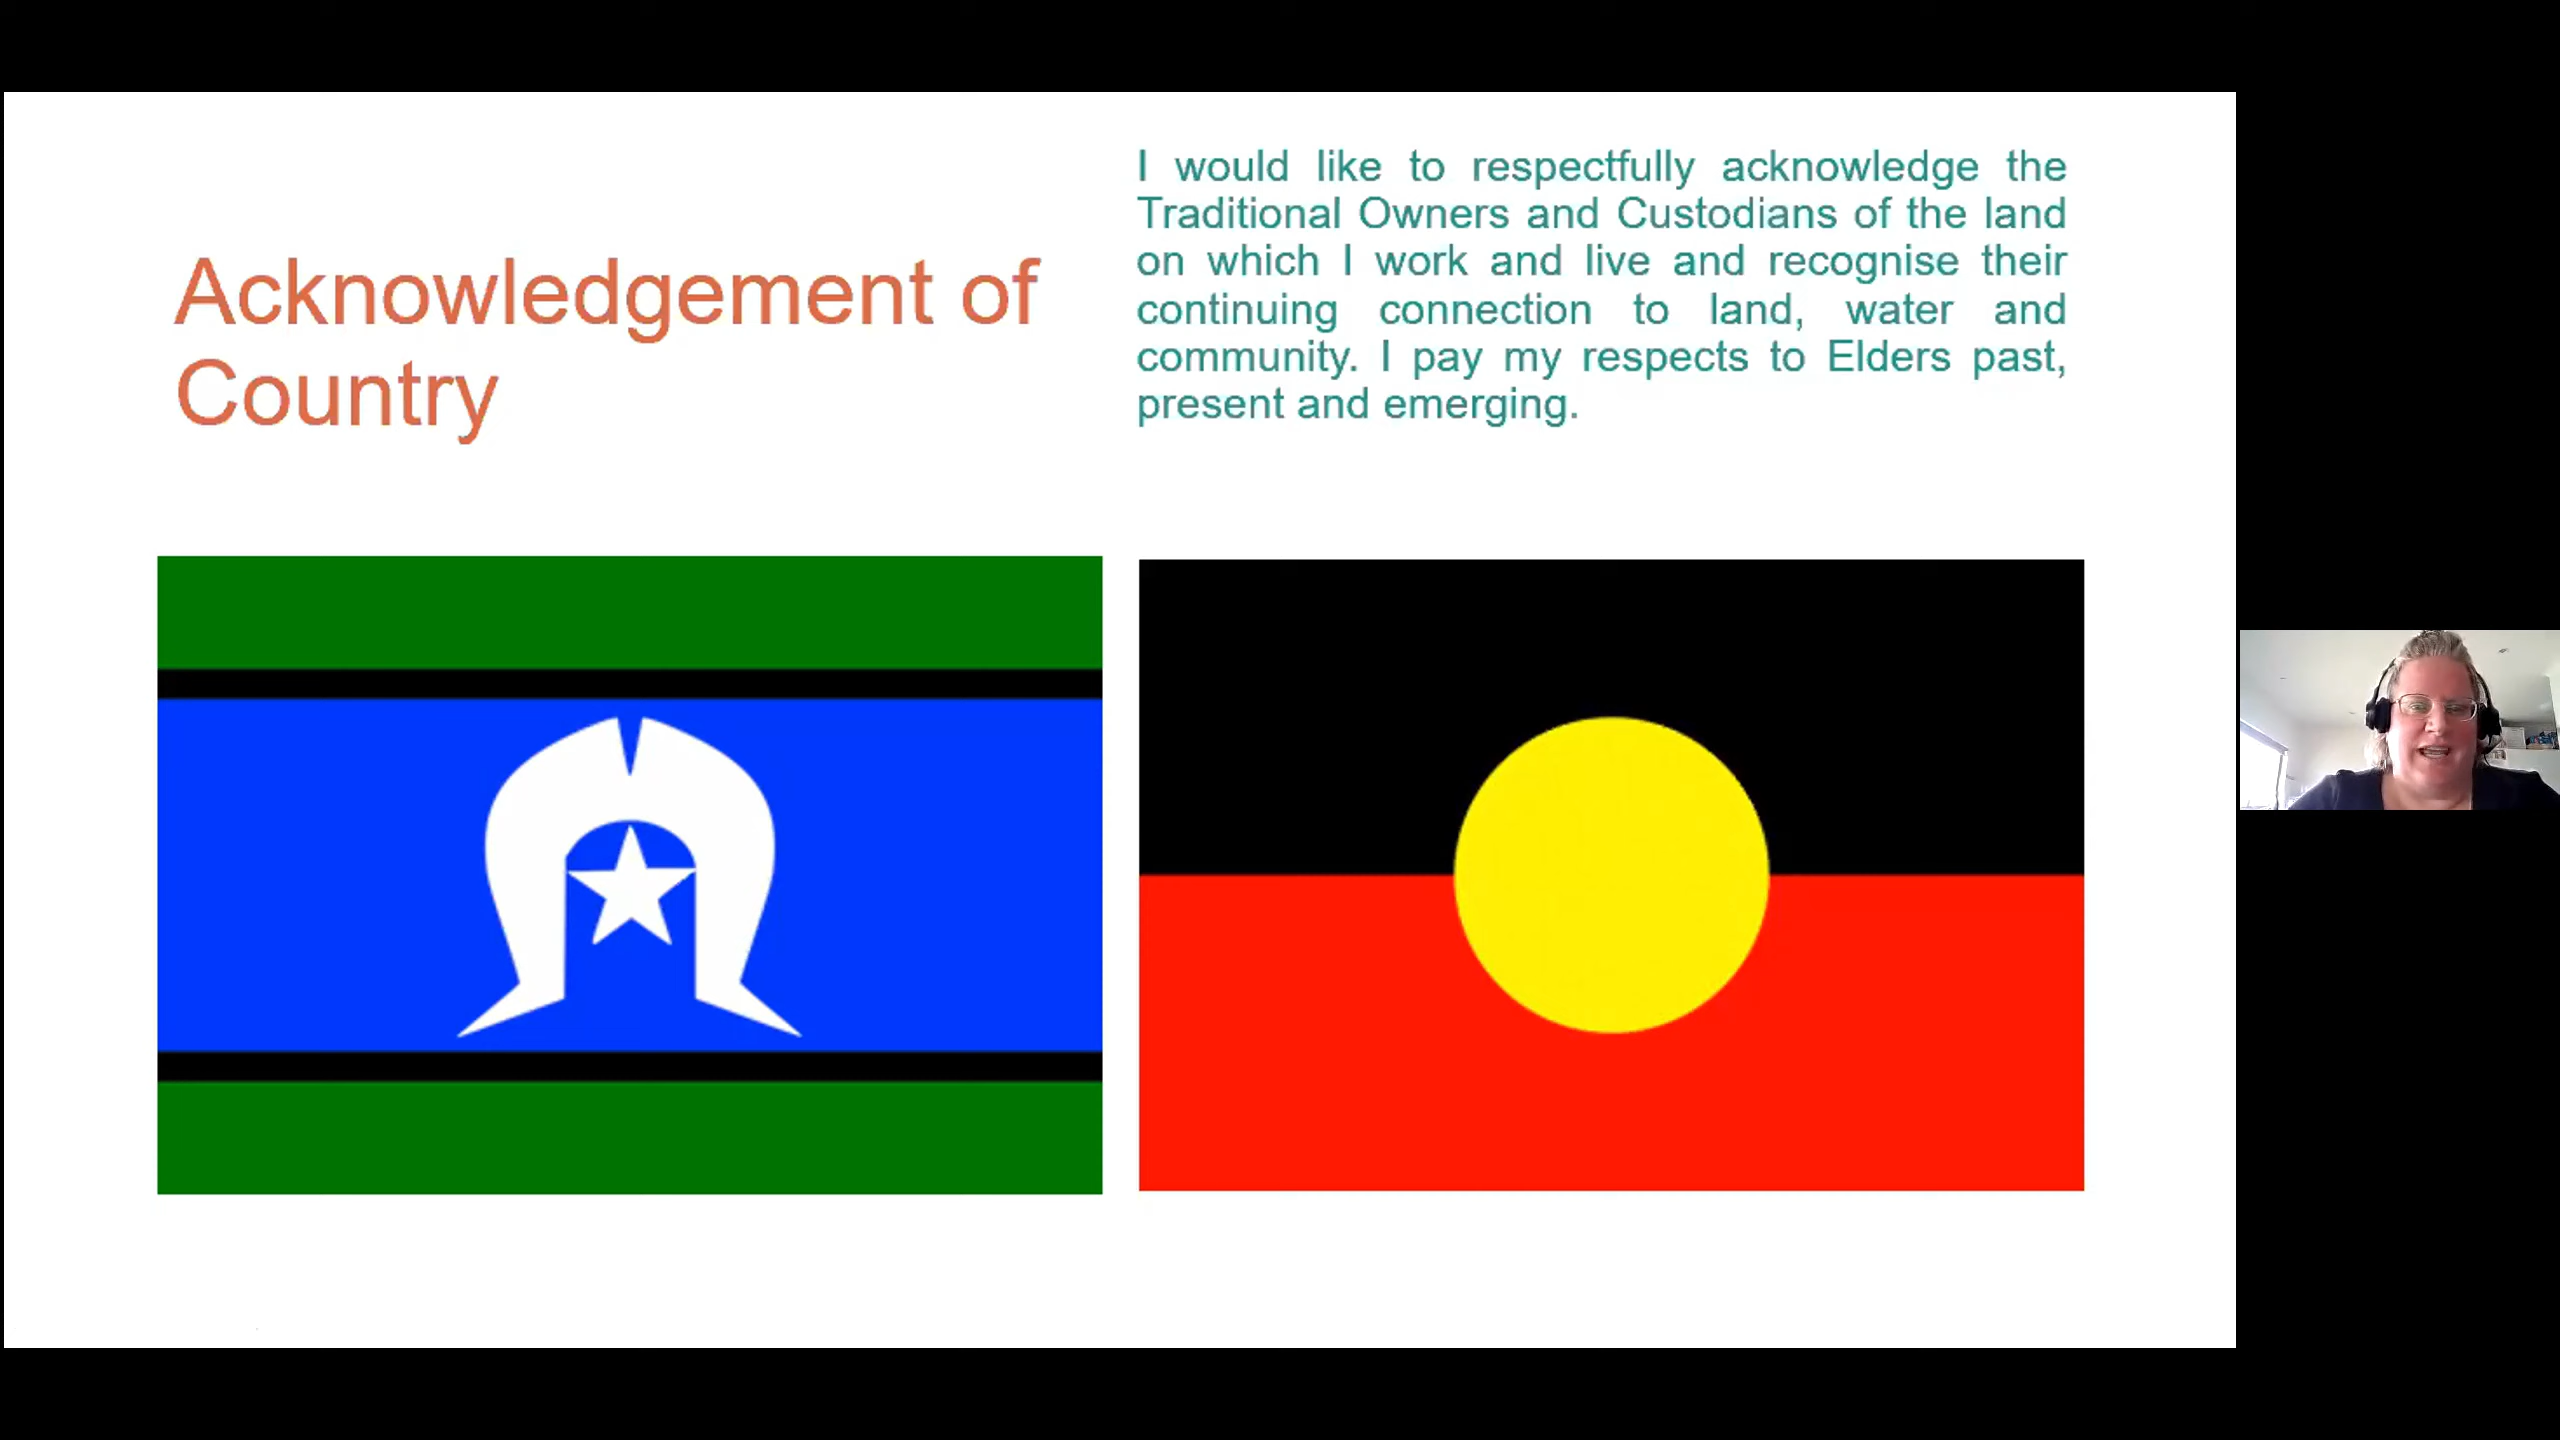 Acknowledgement of
Country
I would like to respectfully acknowledge the
Traditional Owners and Custodians of the land
on which I work and live and recognise their
continuing connection to land, water and
community. I pay my respects to Elders past,
present and emerging.